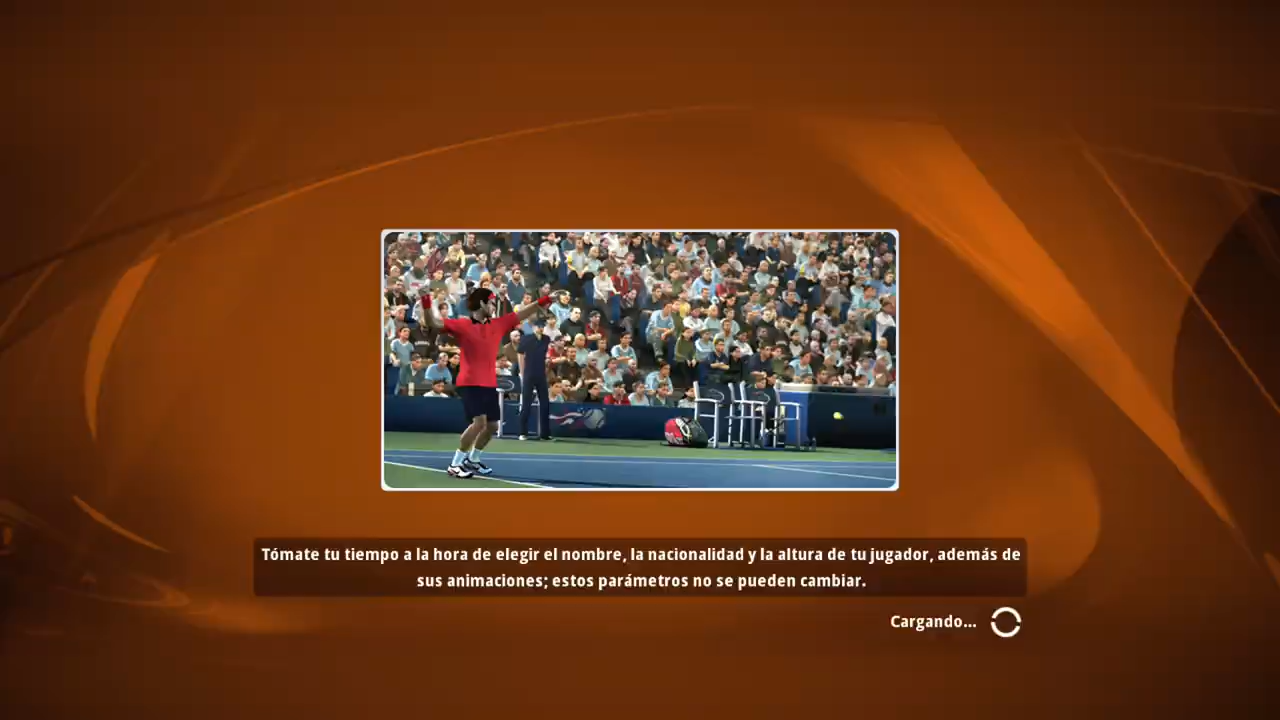 Tómate tu tiempo a la hora de elegir el nombre, la nacionalidad y la altura de tu jugador, además de
sus animaciones; estos parámetros no se pueden cambiar.
Cargando...